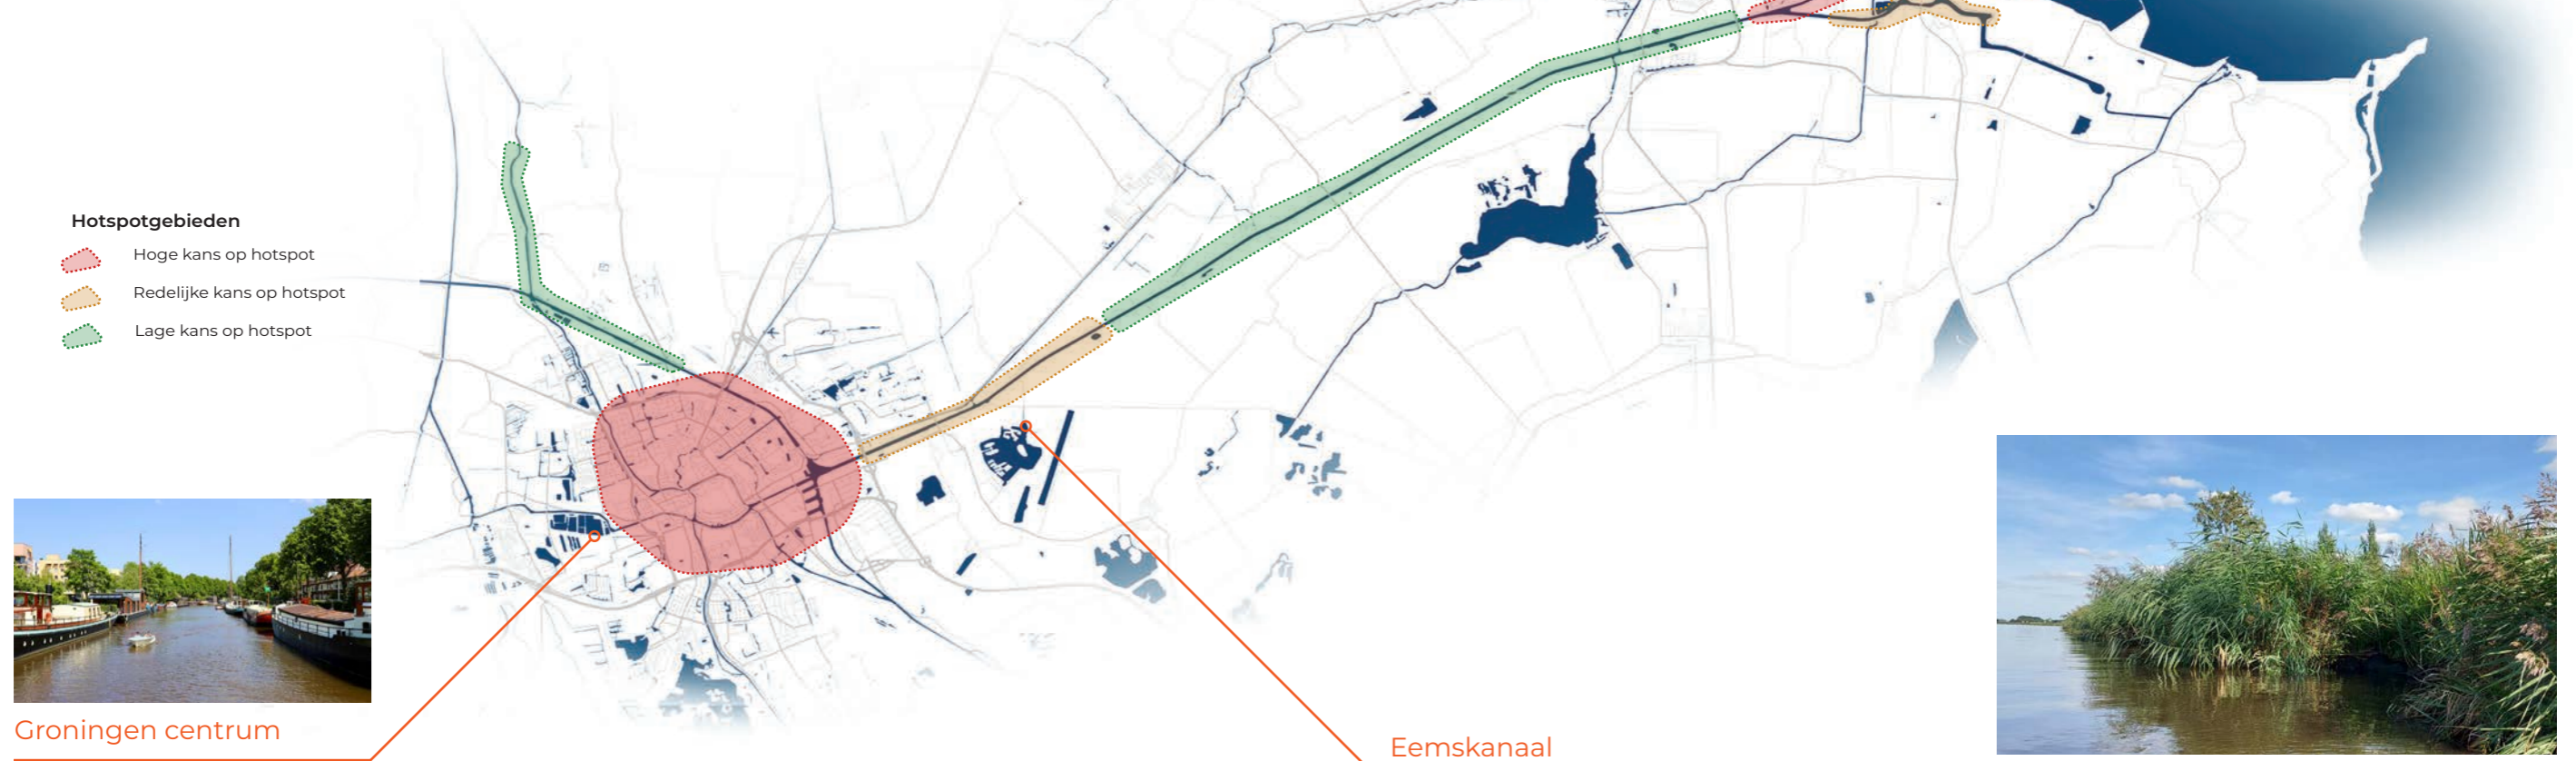 Hotspotgebieden
Hoge kans op hotspot
Redelijke kans op hotspot
Lage kans op hotspot
Groningen centrum
Eemskanaal